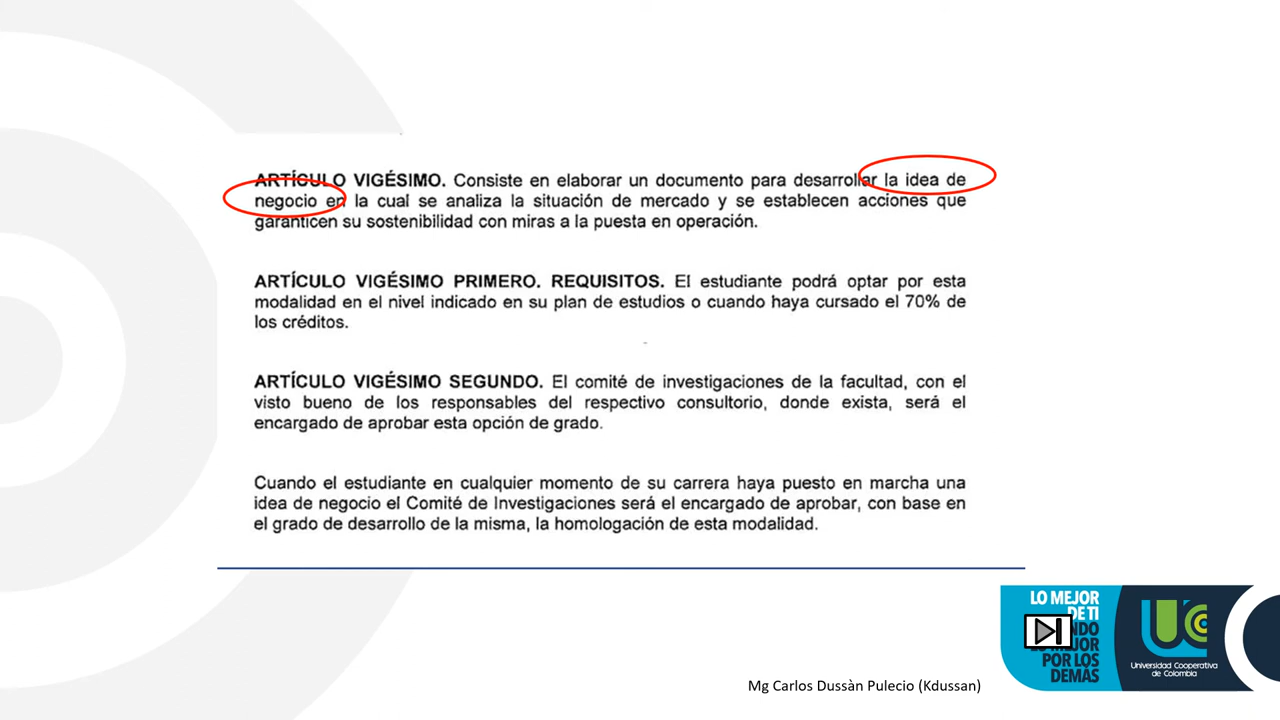 ARTÍCULO VIGÉSIMO. Consiste en elaborar un documento para desarrollar la idea de
negocio en la cual se analiza la situación de mercado y se establecen acciones que
garanticen su sostenibilidad con miras a la puesta en operación.
ARTÍCULO VIGÉSIMO PRIMERO. REQUISITOS. El estudiante podrá optar por esta
modalidad en el nivel indicado en su plan de estudios o cuando haya cursado el 70% de
los créditos.
ARTÍCULO VIGÉSIMO SEGUNDO. El comité de investigaciones de la facultad, con el
visto bueno de los responsables del respectivo consultorio, donde exista, será el
encargado de aprobar esta opción de grado.
Cuando el estudiante en cualquier momento de su carrera haya puesto en marcha una
idea de negocio el Comité de Investigaciones será el encargado de aprobar, con base en
el grado de desarrollo de la misma, la homologación de esta modalidad.
LO MEJOR
DE TI
POR LOS
DEMÁS
UCC
Universidad Cooperativa
de Colombia
Mg Carlos Dussàn Pulecio (Kdussan)